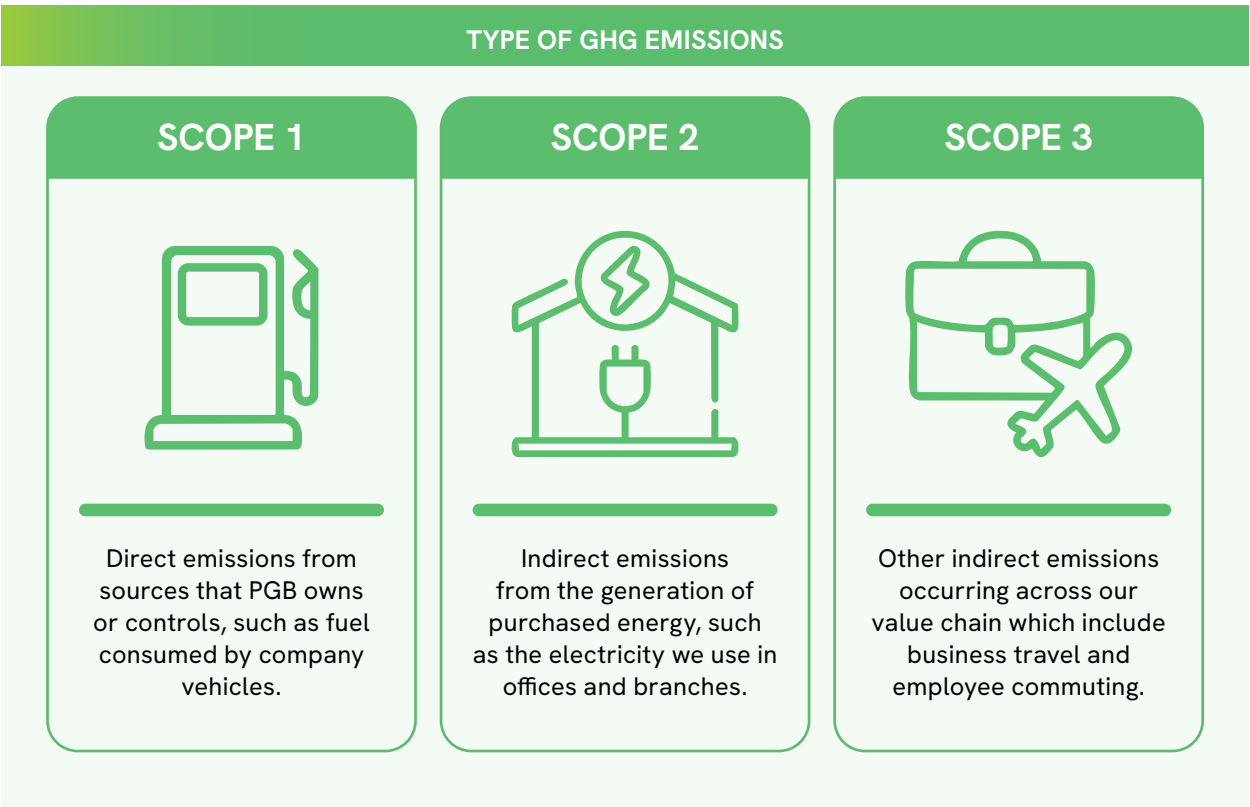 TYPE OF GHG EMISSIONS
SCOPE 1
Direct emissions from
sources that PGB owns
or controls, such as fuel
consumed by company
vehicles.
SCOPE 2
Indirect emissions
from the generation of
purchased energy, such
as the electricity we use in
offices and branches.
SCOPE 3
Other indirect emissions
occurring across our
value chain which include
business travel and
employee commuting.